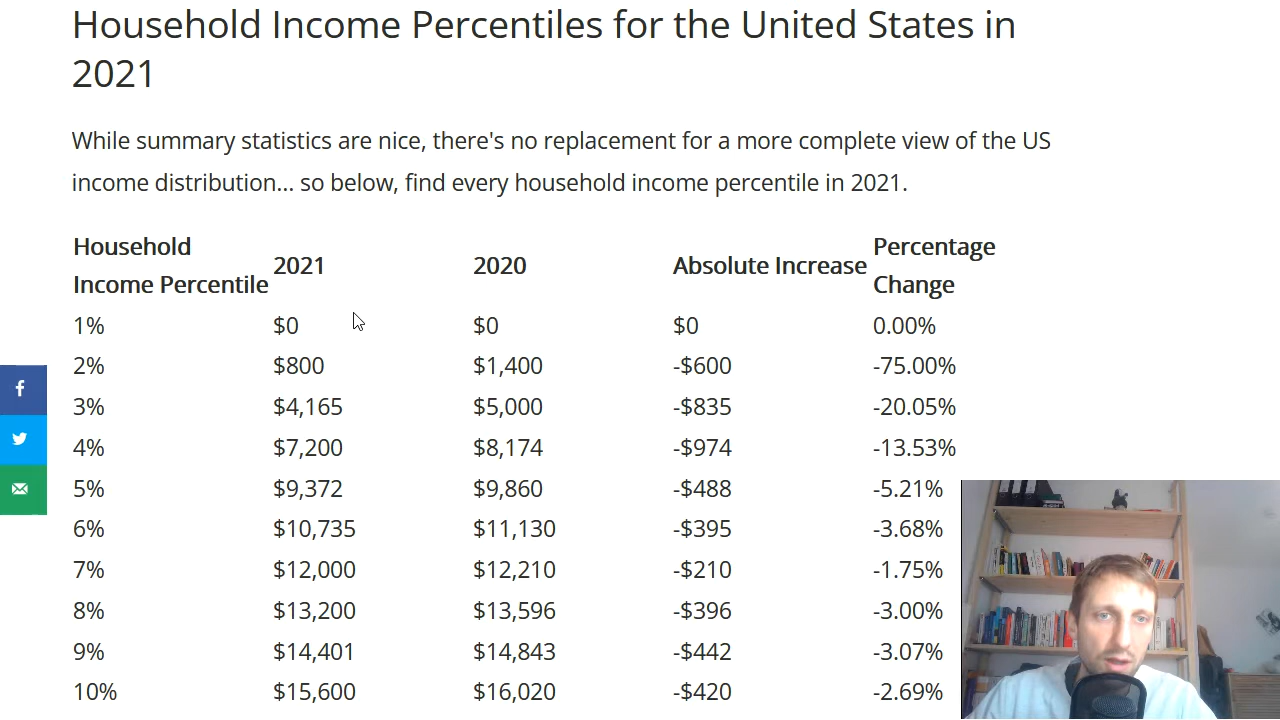 Household Income Percentiles for the United States in
2021
While summary statistics are nice, there's no replacement for a more complete view of the US
income distribution... so below, find every household income percentile in 2021.
Household Income Percentile 2021 2020 Absolute Increase Percentage Change
1% $0 $0 $0 0.00%
2% $800 $1,400 -$600 -75.00%
3% $4,165 $5,000 -$835 -20.05%
4% $7,200 $8,174 -$974 -13.53%
5% $9,372 $9,860 -$488 -5.21%
6% $10,735 $11,130 -$395 -3.68%
7% $12,000 $12,210 -$210 -1.75%
8% $13,200 $13,596 -$396 -3.00%
9% $14,401 $14,843 -$442 -3.07%
10% $15,600 $16,020 -$420 -2.69%